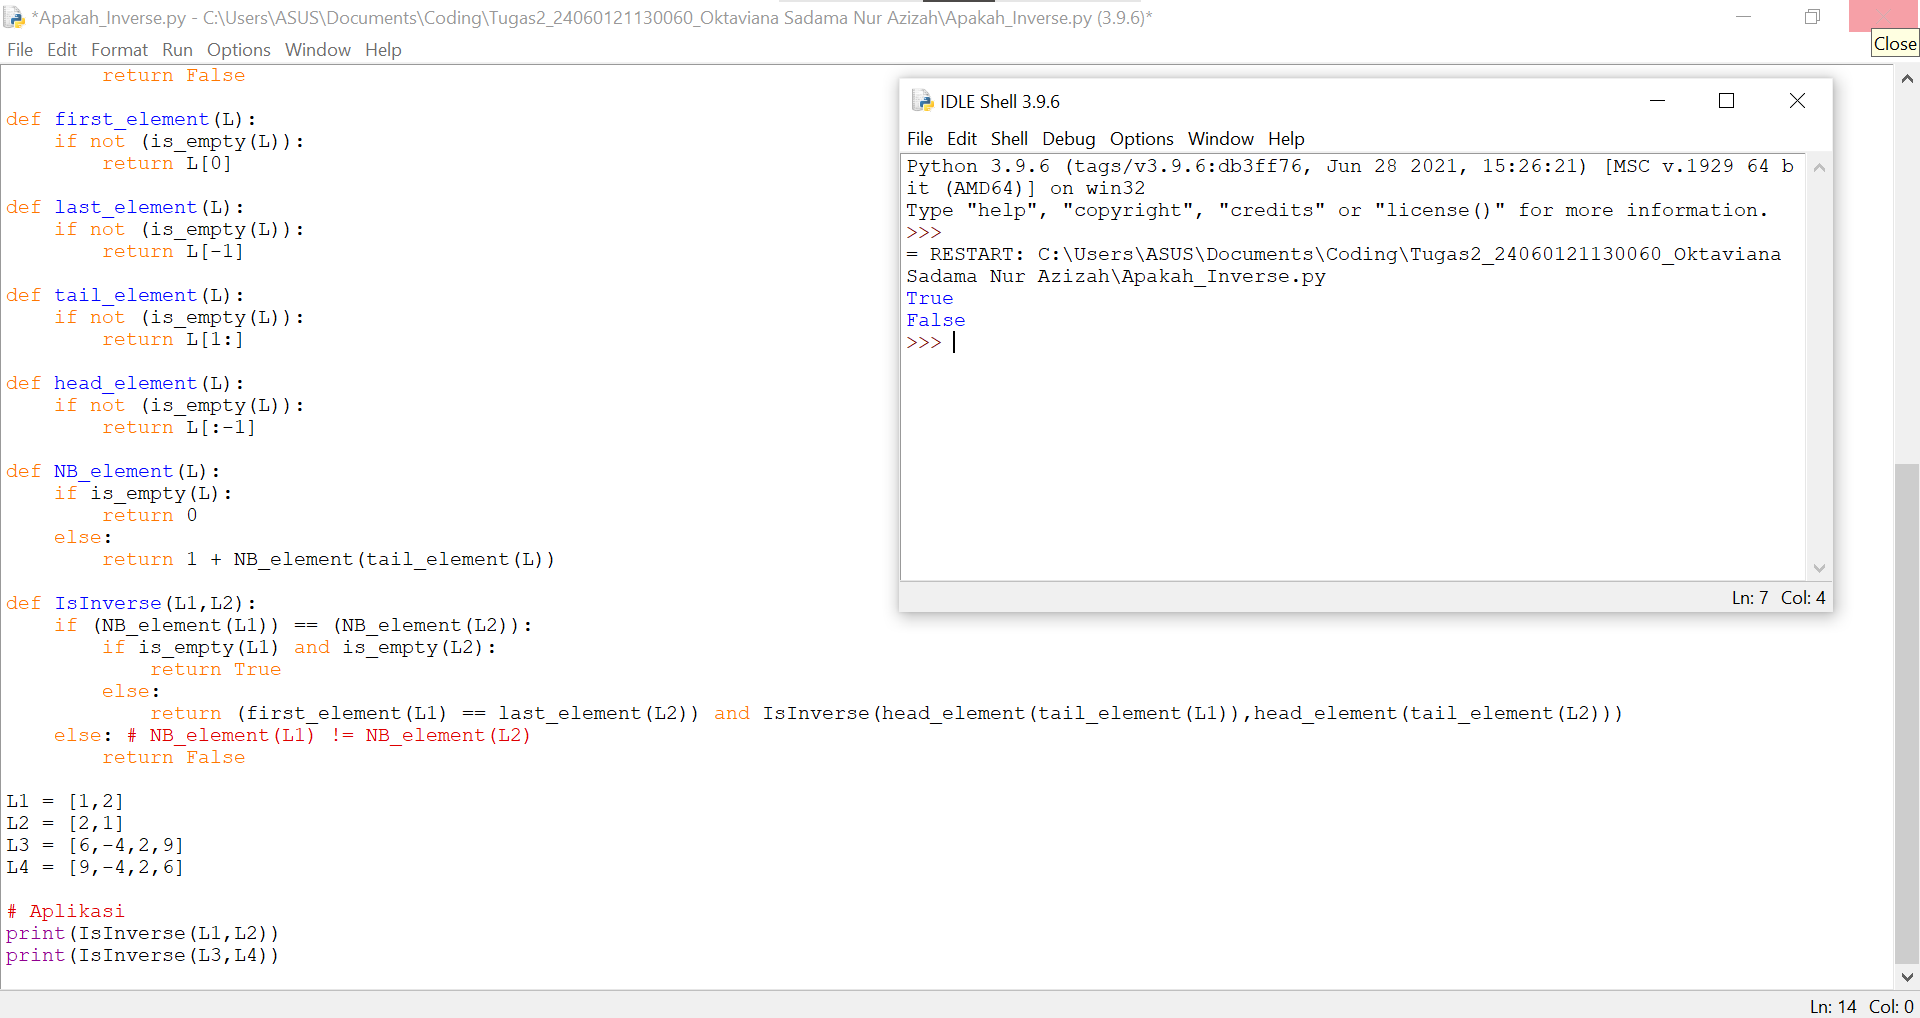 *Apakah_Inverse.py - C:\Users\ASUS\Documents\Coding\Tugas2_24060121130060_Oktaviana Sadama Nur Azizah\Apakah_Inverse.py (3.9.6)*
Close
File Edit Format Run Options Window Help
        return False

def first_element(L):
    if not (is_empty(L)):
        return L[0]

def last_element(L):
    if not (is_empty(L)):
        return L[-1]

def tail_element(L):
    if not (is_empty(L)):
        return L[1:]

def head_element(L):
    if not (is_empty(L)):
        return L[:-1]

def NB_element(L):
    if is_empty(L):
        return 0
    else:
        return 1 + NB_element(tail_element(L))

def IsInverse(L1,L2):
    if (NB_element(L1)) == (NB_element(L2)):
        if is_empty(L1) and is_empty(L2):
            return True
        else:
            return (first_element(L1) == last_element(L2)) and IsInverse(head_element(tail_element(L1)),head_element(tail_element(L2)))
    else: # NB_element(L1) != NB_element(L2)
        return False

L1 = [1,2]
L2 = [2,1]
L3 = [6,-4,2,9]
L4 = [9,-4,2,6]

# Aplikasi
print(IsInverse(L1,L2))
print(IsInverse(L3,L4))
Ln: 14 Col: 0
IDLE Shell 3.9.6
File Edit Shell Debug Options Window Help
Python 3.9.6 (tags/v3.9.6:db3ff76, Jun 28 2021, 15:26:21) [MSC v.1929 64 b
it (AMD64)] on win32
Type "help", "copyright", "credits" or "license()" for more information.
>>>
= RESTART: C:\Users\ASUS\Documents\Coding\Tugas2_24060121130060_Oktaviana
Sadama Nur Azizah\Apakah_Inverse.py
True
False
>>>
Ln: 7 Col: 4